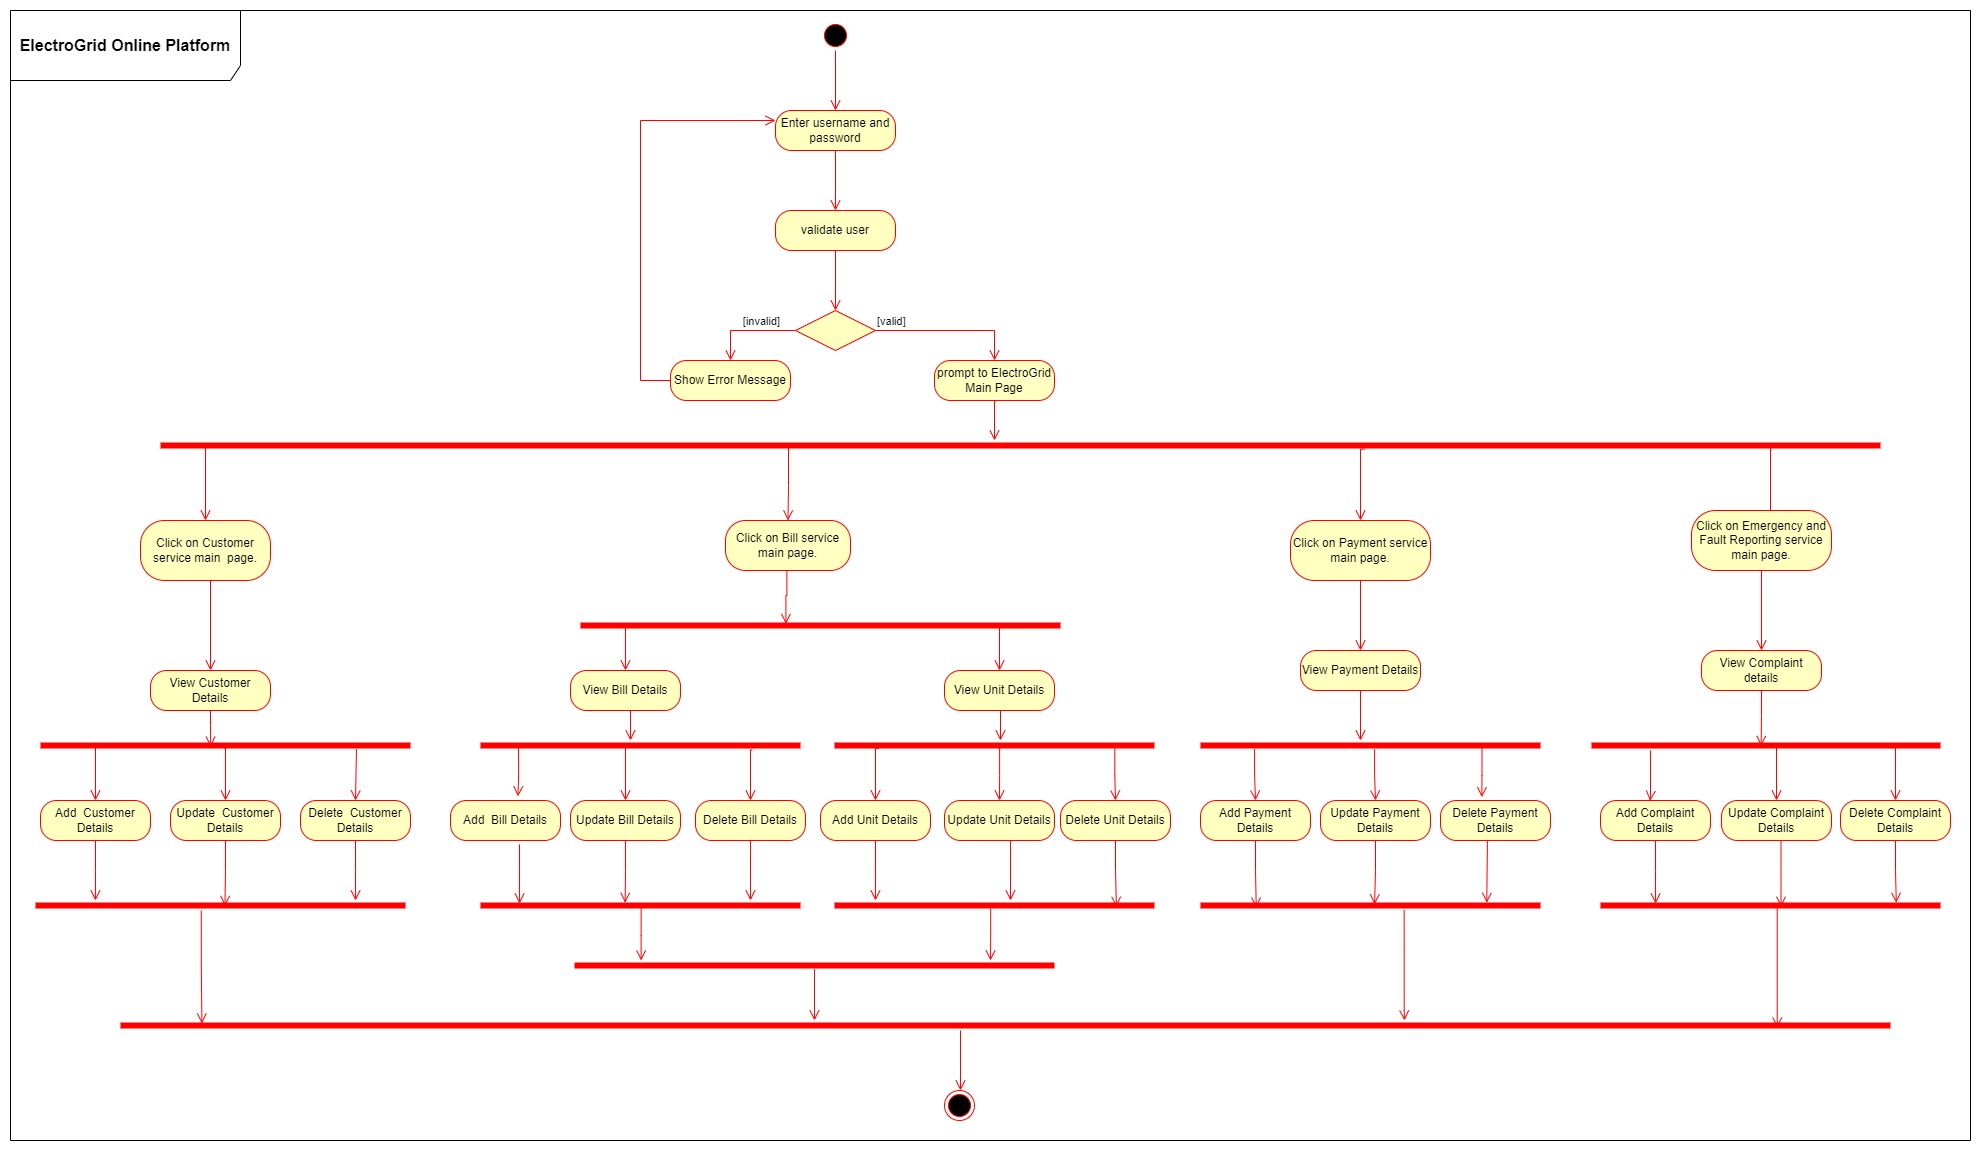 ElectroGrid Online Platform
Enter username and
password
validate user
[invalid]
[valid]
Show Error Message
prompt to ElectroGrid
Main Page
Click on Customer
service main page.
Click on Bill service
main page.
Click on Payment service
main page.
Click on Emergency and
Fault Reporting service
main page.
View Customer
Details
View Bill Details
View Unit Details
View Payment Details
View Complaint
details
Add Customer
Details
Update Customer
Details
Delete Customer
Details
Add Bill Details
Update Bill Details
Delete Bill Details
Add Unit Details
Update Unit Details
Delete Unit Details
Add Payment
Details
Update Payment
Details
Delete Payment
Details
Add Complaint
Details
Update Complaint
Details
Delete Complaint
Details